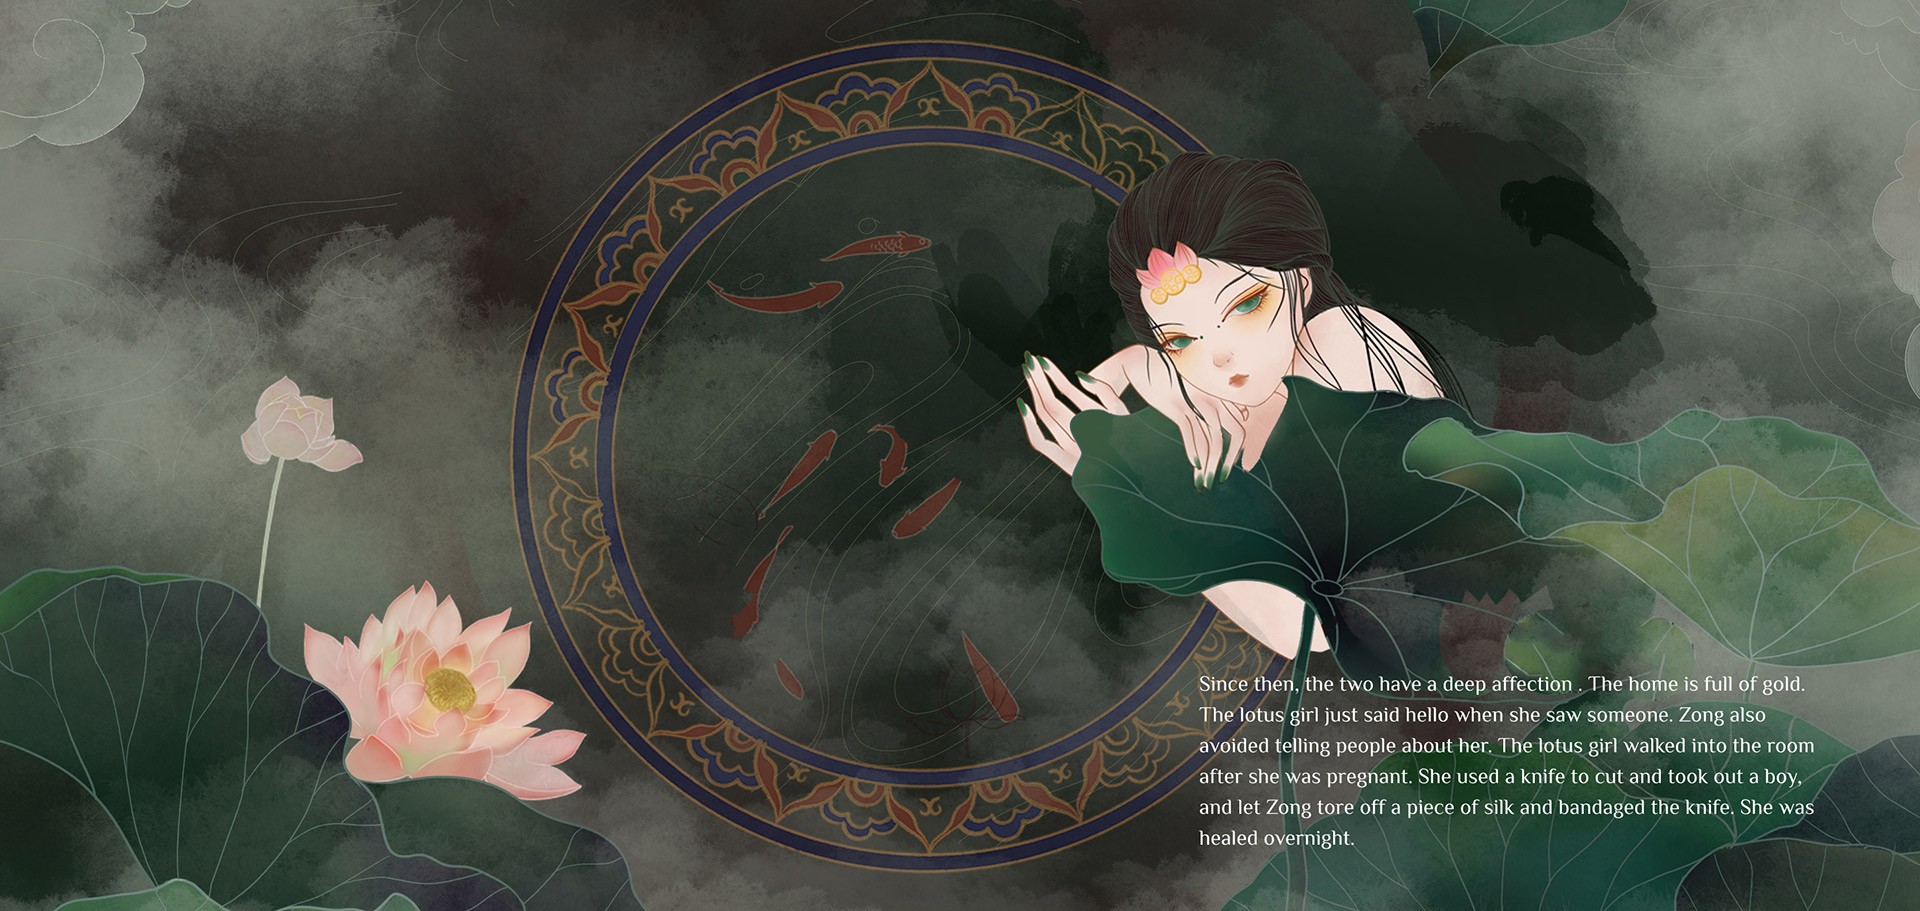 Since then, the two have a deep affection . The home is full of gold.
The lotus girl just said hello when she saw someone. Zong also
avoided telling people about her. The lotus girl walked into the room
after she was pregnant. She used a knife to cut and took out a boy,
and let Zong tore off a piece of silk and bandaged the knife. She was
healed overnight.